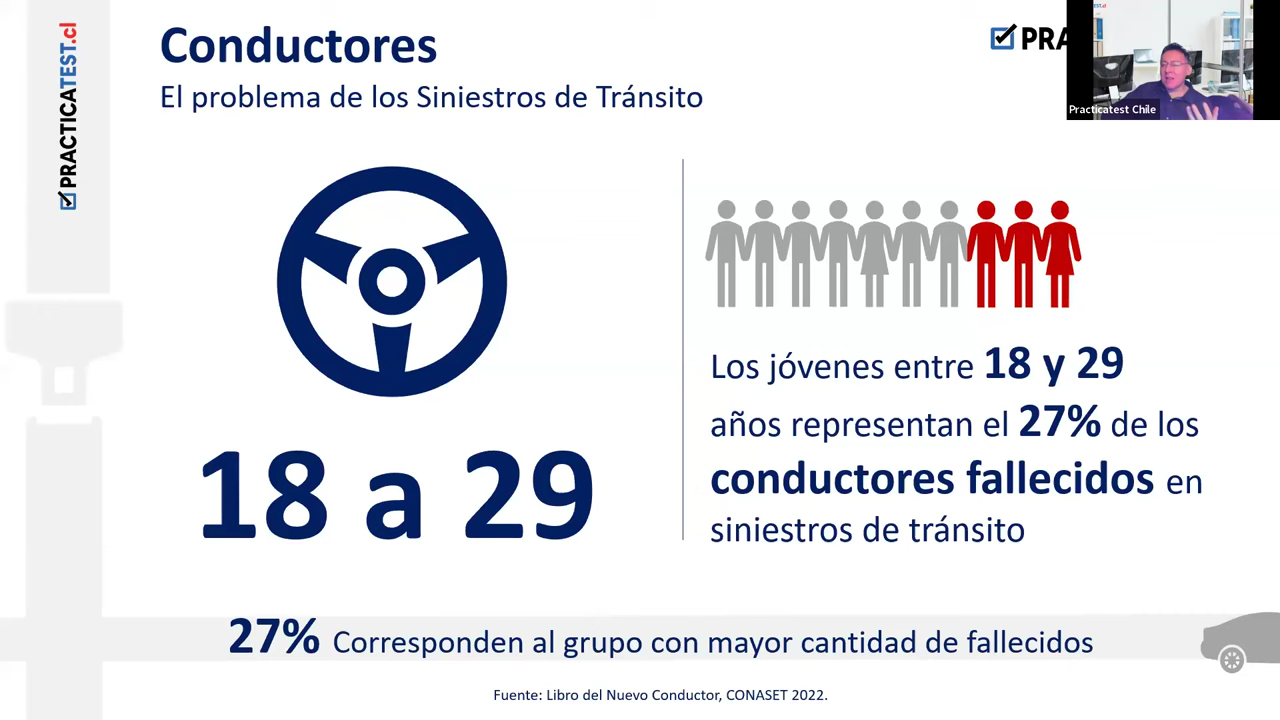 PRACTICATEST.cl
Conductores
El problema de los Siniestros de Tránsito
PRA
Practicatest Chile
18 a 29
Los jóvenes entre 18 y 29
años representan el 27% de los
conductores fallecidos en
siniestros de tránsito
27% Corresponden al grupo con mayor cantidad de fallecidos
Fuente: Libro del Nuevo Conductor, CONASET 2022.